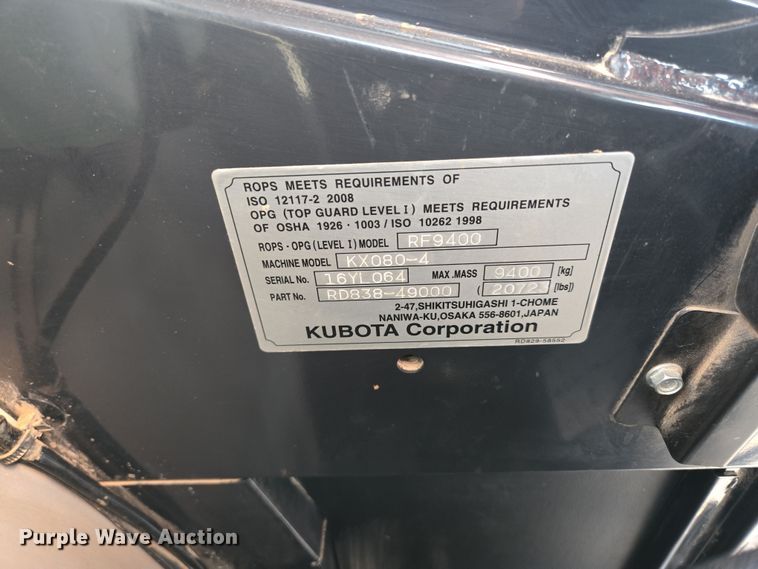 ROPS MEETS REQUIREMENTS OF
ISO 12117-2 2008
OPG (TOP GUARD LEVEL I) MEETS REQUIREMENTS
OF OSHA 1926 · 1003 / ISO 10262 1998
ROPS · OPG (LEVEL I) MODEL RF9400
MACHINE MODEL KX080-4
SERIAL No. 16YL064 MAX.MASS 9400 [kg]
PART No. RD838-49000 (20723 [lbs])
2-47,SHIKITSUHIGASHI 1-CHOME
NANIWA-KU,OSAKA 556-8601,JAPAN
KUBOTA Corporation
RD829-58552
Purple Wave Auction